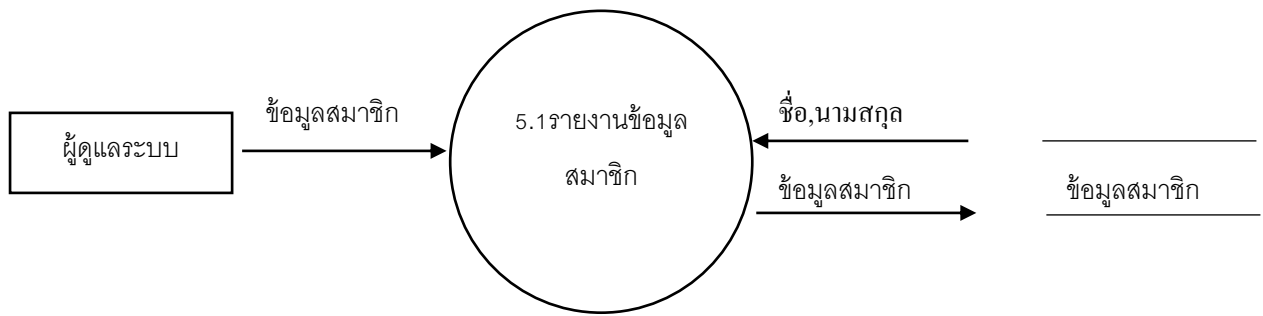 ผู้ดูแลระบบ
ข้อมูลสมาชิก
5.1รายงานข้อมูล
สมาชิก
ชื่อ,นามสกุล
ข้อมูลสมาชิก
ข้อมูลสมาชิก